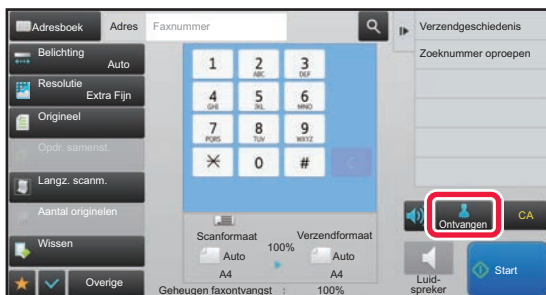 Adresboek
Adres
Faxnummer
Verzendgeschiedenis
Zoeknummer oproepen
Belichting
Auto
Resolutie
Extra Fijn
Origineel
Opdr. samenst.
Langz. scanm.
Aantal originelen
Wissen
Overige
1
2
ABC
3
DEF
4
GHI
5
JKL
6
MNO
7
PQRS
8
TUV
9
WXYZ
0
#
C
Scanformaat
100%
Verzendformaat
Auto
Auto
A4
A4
Geheugen faxontvangst : 100%
Ontvangen
CA
Luid-
spreker
Start